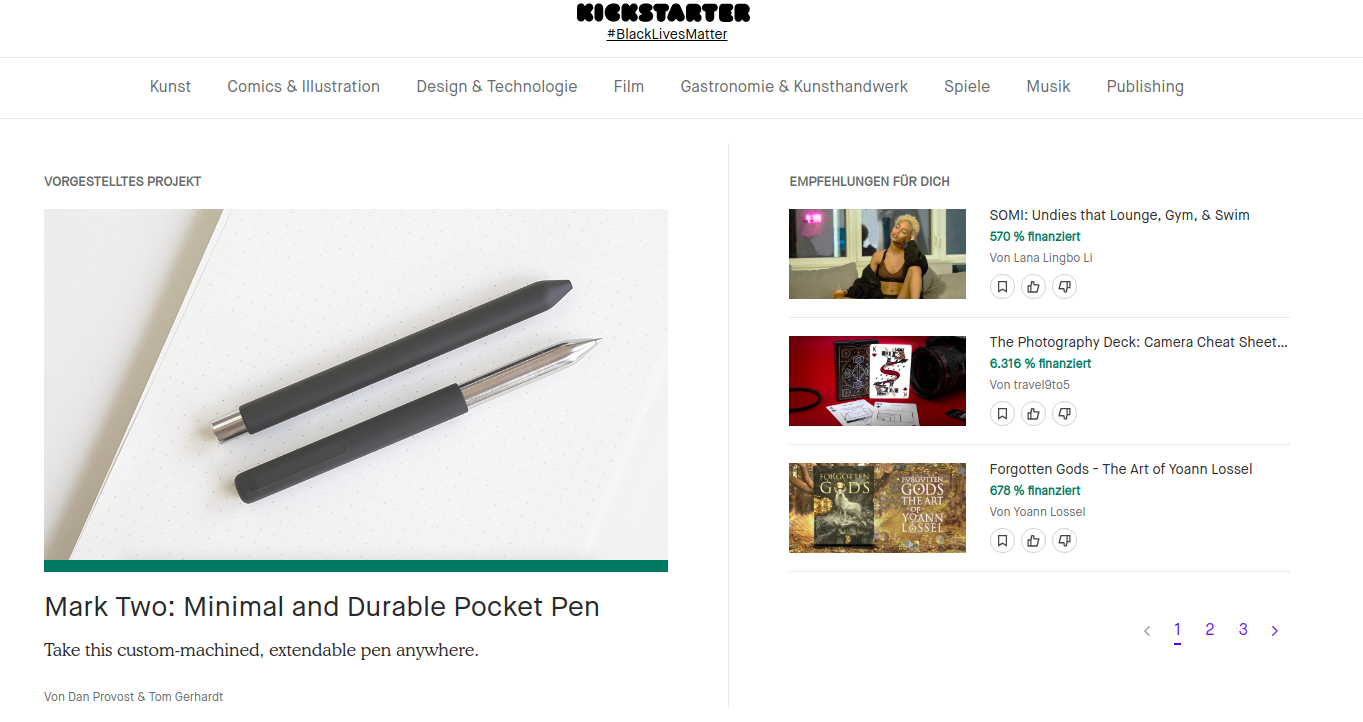 KICKSTARTER
#BlackLivesMatter
Kunst Comics & Illustration Design & Technologie Film Gastronomie & Kunsthandwerk Spiele Musik Publishing
VORGESTELLTES PROJEKT
Mark Two: Minimal and Durable Pocket Pen
Take this custom-machined, extendable pen anywhere.
Von Dan Provost & Tom Gerhardt
EMPFEHLUNGEN FÜR DICH
SOMI: Undies that Lounge, Gym, & Swim
570 % finanziert
Von Lana Lingbo Li
K
The Photography Deck: Camera Cheat Sheet...
6.316 % finanziert
Von travel9to5
FORGOTTEN
GODS
FORGOTTEN
GODS
THE ART
OF
YOANN
LOSSEL
Forgotten Gods - The Art of Yoann Lossel
678 % finanziert
Von Yoann Lossel
< 1 2 3 >